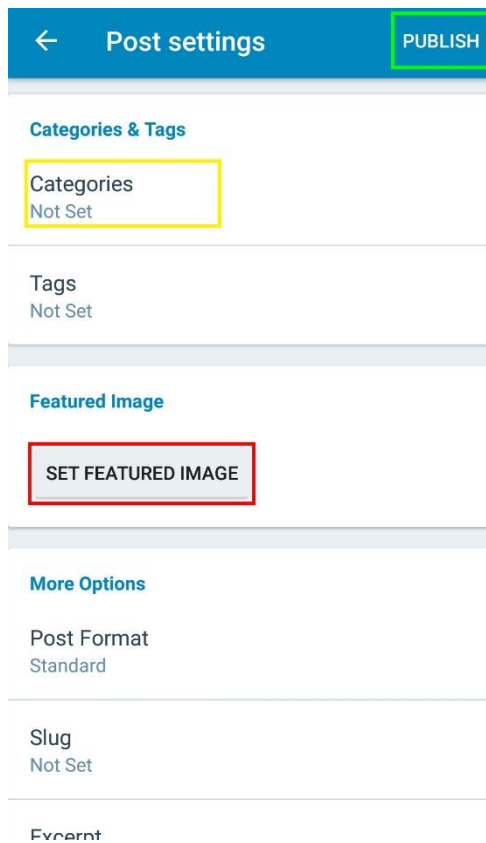 Post settings
PUBLISH
Categories & Tags
Categories
Not Set
Tags
Not Set
Featured Image
SET FEATURED IMAGE
More Options
Post Format
Standard
Slug
Not Set
Excerpt